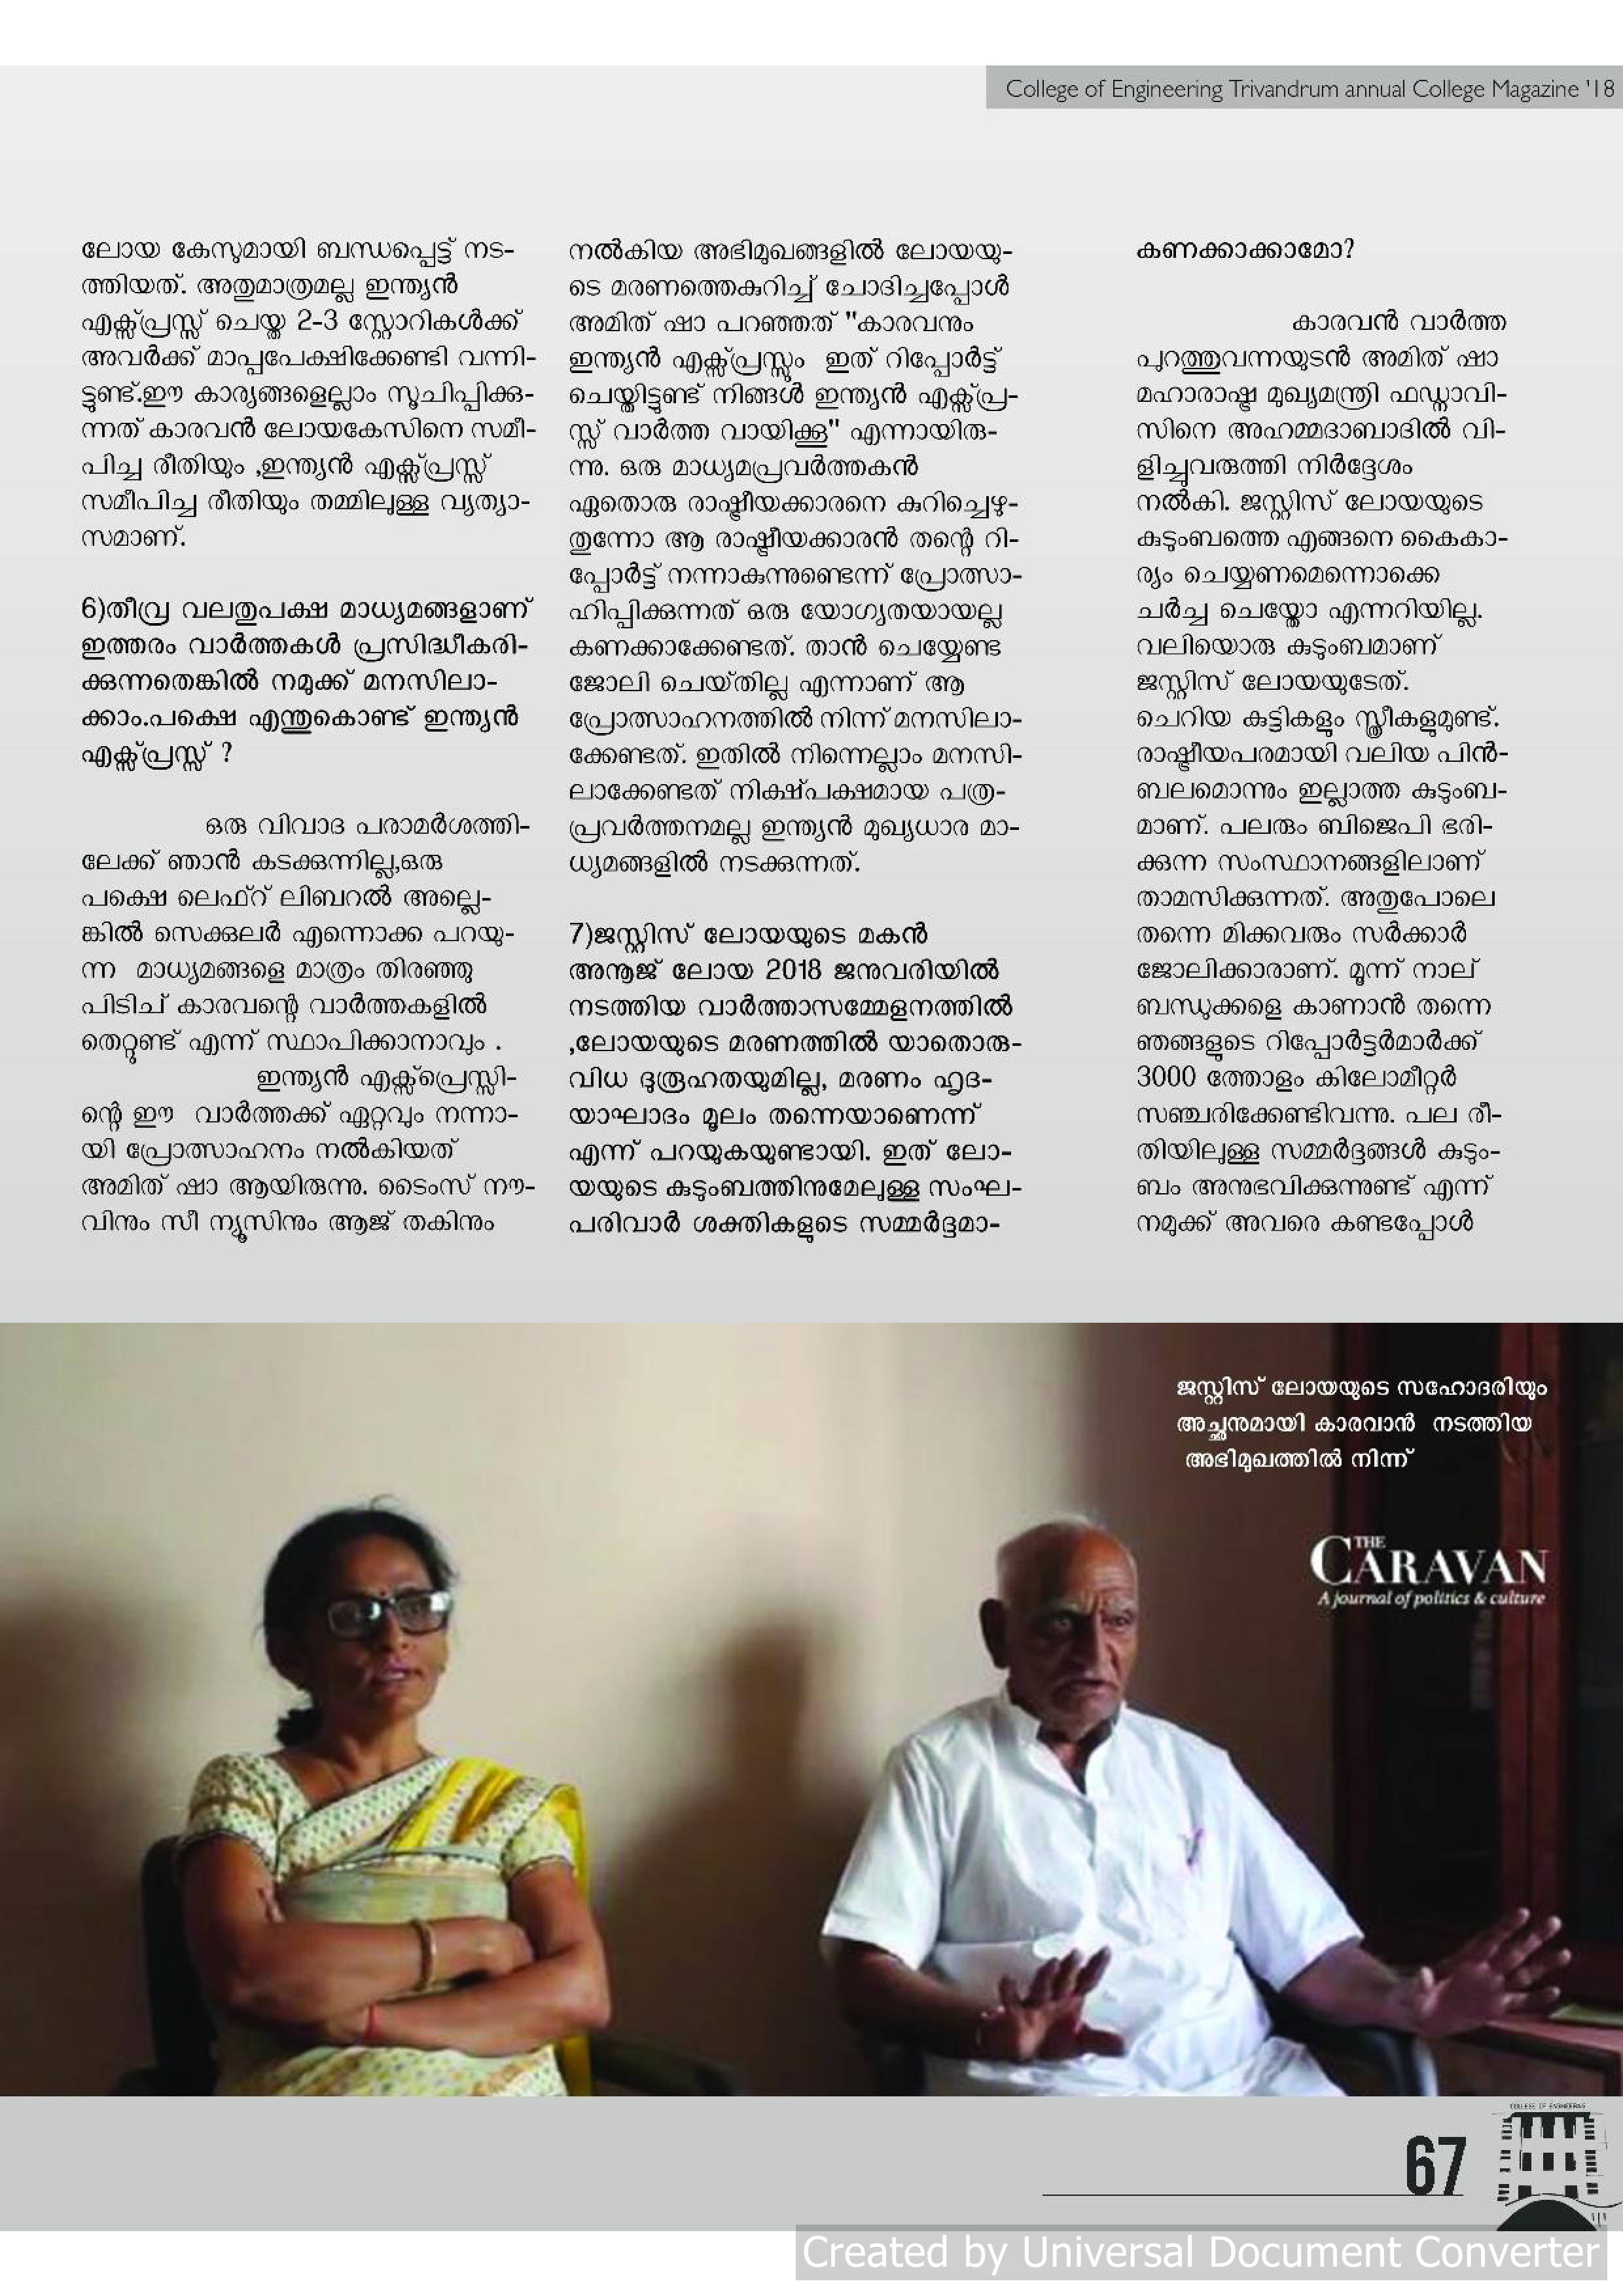 College of Engineering Trivandrum annual College Magazine '18
ലോയ കേസുമായി ബന്ധപ്പെട്ട് നട-
ത്തിയത്. അതുമാത്രമല്ല ഇന്ത്യൻ
എക്സ്പ്രസ്സ് ചെയ്ത 2-3 സ്റ്റോറികൾക്ക്
അവർക്ക് മാപ്പപേക്ഷിക്കേണ്ടി വന്നി-
ട്ടുണ്ട്.ഈ കാര്യങ്ങളെല്ലാം സൂചിപ്പിക്കു-
ന്നത് കാരവൻ ലോയകേസിനെ സമീ-
പിച്ച രീതിയും ,ഇന്ത്യൻ എക്സ്പ്രസ്സ്
സമീപിച്ച രീതിയും തമ്മിലുള്ള വ്യത്യാ-
സമാണ്.
6)തീവ്ര വലതുപക്ഷ മാധ്യമങ്ങളാണ്
ഇത്തരം വാർത്തകൾ പ്രസിദ്ധീകരി-
ക്കുന്നതെങ്കിൽ നമുക്ക് മനസിലാ-
ക്കാം.പക്ഷെ എന്തുകൊണ്ട് ഇന്ത്യൻ
എക്സ്പ്രസ്സ് ?
ഒരു വിവാദ പരാമർശത്തി-
ലേക്ക് ഞാൻ കടക്കുന്നില്ല,ഒരു
പക്ഷെ ലെഫ്റ് ലിബറൽ അല്ലെ-
ങ്കിൽ സെക്കുലർ എന്നൊക്ക പറയു-
ന്ന മാധ്യമങ്ങളെ മാത്രം തിരഞ്ഞു
പിടിച് കാരവന്റെ വാർത്തകളിൽ
തെറ്റുണ്ട് എന്ന് സ്ഥാപിക്കാനാവും .
ഇന്ത്യൻ എക്സ്പ്രെസ്സി-
ന്റെ ഈ വാർത്തക്ക് ഏറ്റവും നന്നാ-
യി പ്രോത്സാഹനം നൽകിയത്
അമിത് ഷാ ആയിരുന്നു. ടൈംസ് നൗ-
വിനും സീ ന്യൂസിനും ആജ് തകിനും
നൽകിയ അഭിമുഖങ്ങളിൽ ലോയയു-
ടെ മരണത്തെകുറിച്ച് ചോദിച്ചപ്പോൾ
അമിത് ഷാ പറഞ്ഞത് "കാരവനും
ഇന്ത്യൻ എക്സ്പ്രസ്സും ഇത് റിപ്പോർട്ട്
ചെയ്തിട്ടുണ്ട് നിങ്ങൾ ഇന്ത്യൻ എക്സ്പ്ര-
സ്സ് വാർത്ത വായിക്കൂ" എന്നായിരു-
ന്നു. ഒരു മാധ്യമപ്രവർത്തകൻ
ഏതൊരു രാഷ്ട്രീയക്കാരനെ കുറിച്ചെഴു-
തുന്നോ ആ രാഷ്ട്രീയക്കാരൻ തന്റെ റി-
പ്പോർട്ട് നന്നാകുന്നുണ്ടെന്ന് പ്രോത്സാ-
ഹിപ്പിക്കുന്നത് ഒരു യോഗ്യതയായല്ല
കണക്കാക്കേണ്ടത്. താൻ ചെയ്യേണ്ട
ജോലി ചെയ്തില്ല എന്നാണ് ആ
പ്രോത്സാഹനത്തിൽ നിന്ന് മനസിലാ-
ക്കേണ്ടത്. ഇതിൽ നിന്നെല്ലാം മനസി-
ലാക്കേണ്ടത് നിക്ഷ്പക്ഷമായ പത്ര-
പ്രവർത്തനമല്ല ഇന്ത്യൻ മുഖ്യധാര മാ-
ധ്യമങ്ങളിൽ നടക്കുന്നത്.
7)ജസ്റ്റിസ് ലോയയുടെ മകൻ
അനൂജ് ലോയ 2018 ജനുവരിയിൽ
നടത്തിയ വാർത്താസമ്മേളനത്തിൽ
,ലോയയുടെ മരണത്തിൽ യാതൊരു-
വിധ ദുരൂഹതയുമില്ല, മരണം ഹൃദ-
യാഘാദം മൂലം തന്നെയാണെന്ന്
എന്ന് പറയുകയുണ്ടായി. ഇത് ലോ-
യയുടെ കുടുംബത്തിനുമേലുള്ള സംഘ-
പരിവാർ ശക്തികളുടെ സമ്മർദ്ദമാ-
കണക്കാക്കാമോ?
കാരവൻ വാർത്ത
പുറത്തുവന്നയുടൻ അമിത് ഷാ
മഹാരാഷ്ട്ര മുഖ്യമന്ത്രി ഫഡ്നാവി-
സിനെ അഹമ്മദാബാദിൽ വി-
ളിച്ചുവരുത്തി നിർദ്ദേശം
നൽകി. ജസ്റ്റിസ് ലോയയുടെ
കുടുംബത്തെ എങ്ങനെ കൈകാ-
ര്യം ചെയ്യണമെന്നൊക്കെ
ചർച്ച ചെയ്തോ എന്നറിയില്ല.
വലിയൊരു കുടുംബമാണ്
ജസ്റ്റിസ് ലോയയുടേത്.
ചെറിയ കുട്ടികളും സ്ത്രീകളുമുണ്ട്.
രാഷ്ട്രീയപരമായി വലിയ പിൻ-
ബലമൊന്നും ഇല്ലാത്ത കുടുംബ-
മാണ്. പലരും ബിജെപി ഭരി-
ക്കുന്ന സംസ്ഥാനങ്ങളിലാണ്
താമസിക്കുന്നത്. അതുപോലെ
തന്നെ മിക്കവരും സർക്കാർ
ജോലിക്കാരാണ്. മൂന്ന് നാല്
ബന്ധുക്കളെ കാണാൻ തന്നെ
ഞങ്ങളുടെ റിപ്പോർട്ടർമാർക്ക്
3000 ത്തോളം കിലോമീറ്റർ
സഞ്ചരിക്കേണ്ടിവന്നു. പല രീ-
തിയിലുള്ള സമ്മർദ്ദങ്ങൾ കുടും-
ബം അനുഭവിക്കുന്നുണ്ട് എന്ന്
നമുക്ക് അവരെ കണ്ടപ്പോൾ
ജസ്റ്റിസ് ലോയയുടെ സഹോദരിയും
അച്ഛനുമായി കാരവാൻ നടത്തിയ
അഭിമുഖത്തിൽ നിന്ന്
THE
CARAVAN
A journal of politics & culture
COLLEGE OF ENGINEERING
67
Created by Universal Document Converter